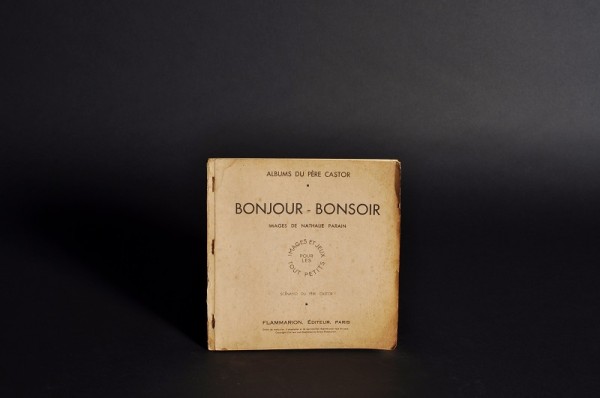 ALBUMS DU PÈRE CASTOR
BONJOUR - BONSOIR
IMAGES DE NATHALIE PARAIN
IMAGES ET JEUX
POUR
LES
TOUT-PETITS
FLAMMARION, ÉDITEUR, PARIS